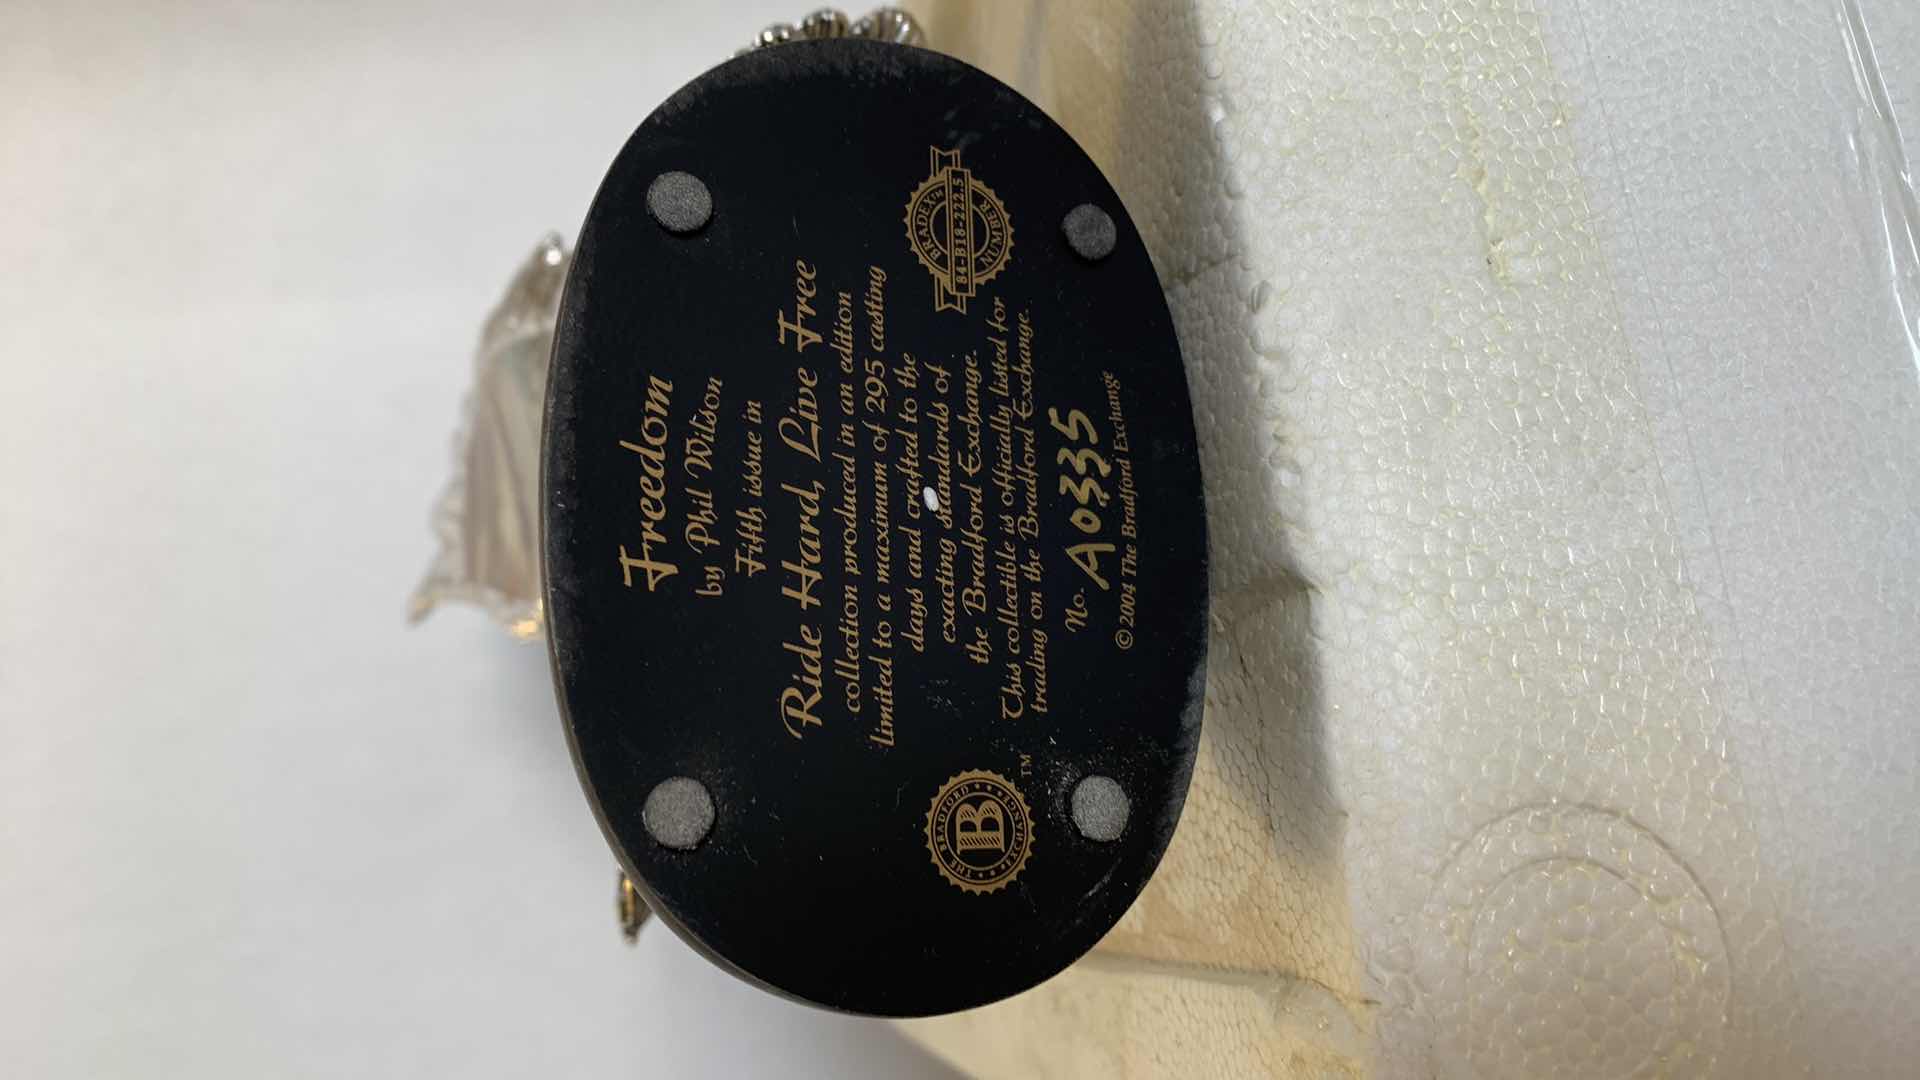 Freedom
by Phil Wilson
Fifth issue in
Ride Hard, Live Free
collection produced in an edition
limited to a maximum of 295 casting
days and crafted to the
exacting standards of
the Bradford Exchange.
This collectible is officially listed for
trading on the Bradford Exchange.
No. A0335
© 2004 The Bradford Exchange
THE BRADFORD
B
EXCHANGE
TM
BRADEX™
84-B18-222.5
NUMBER